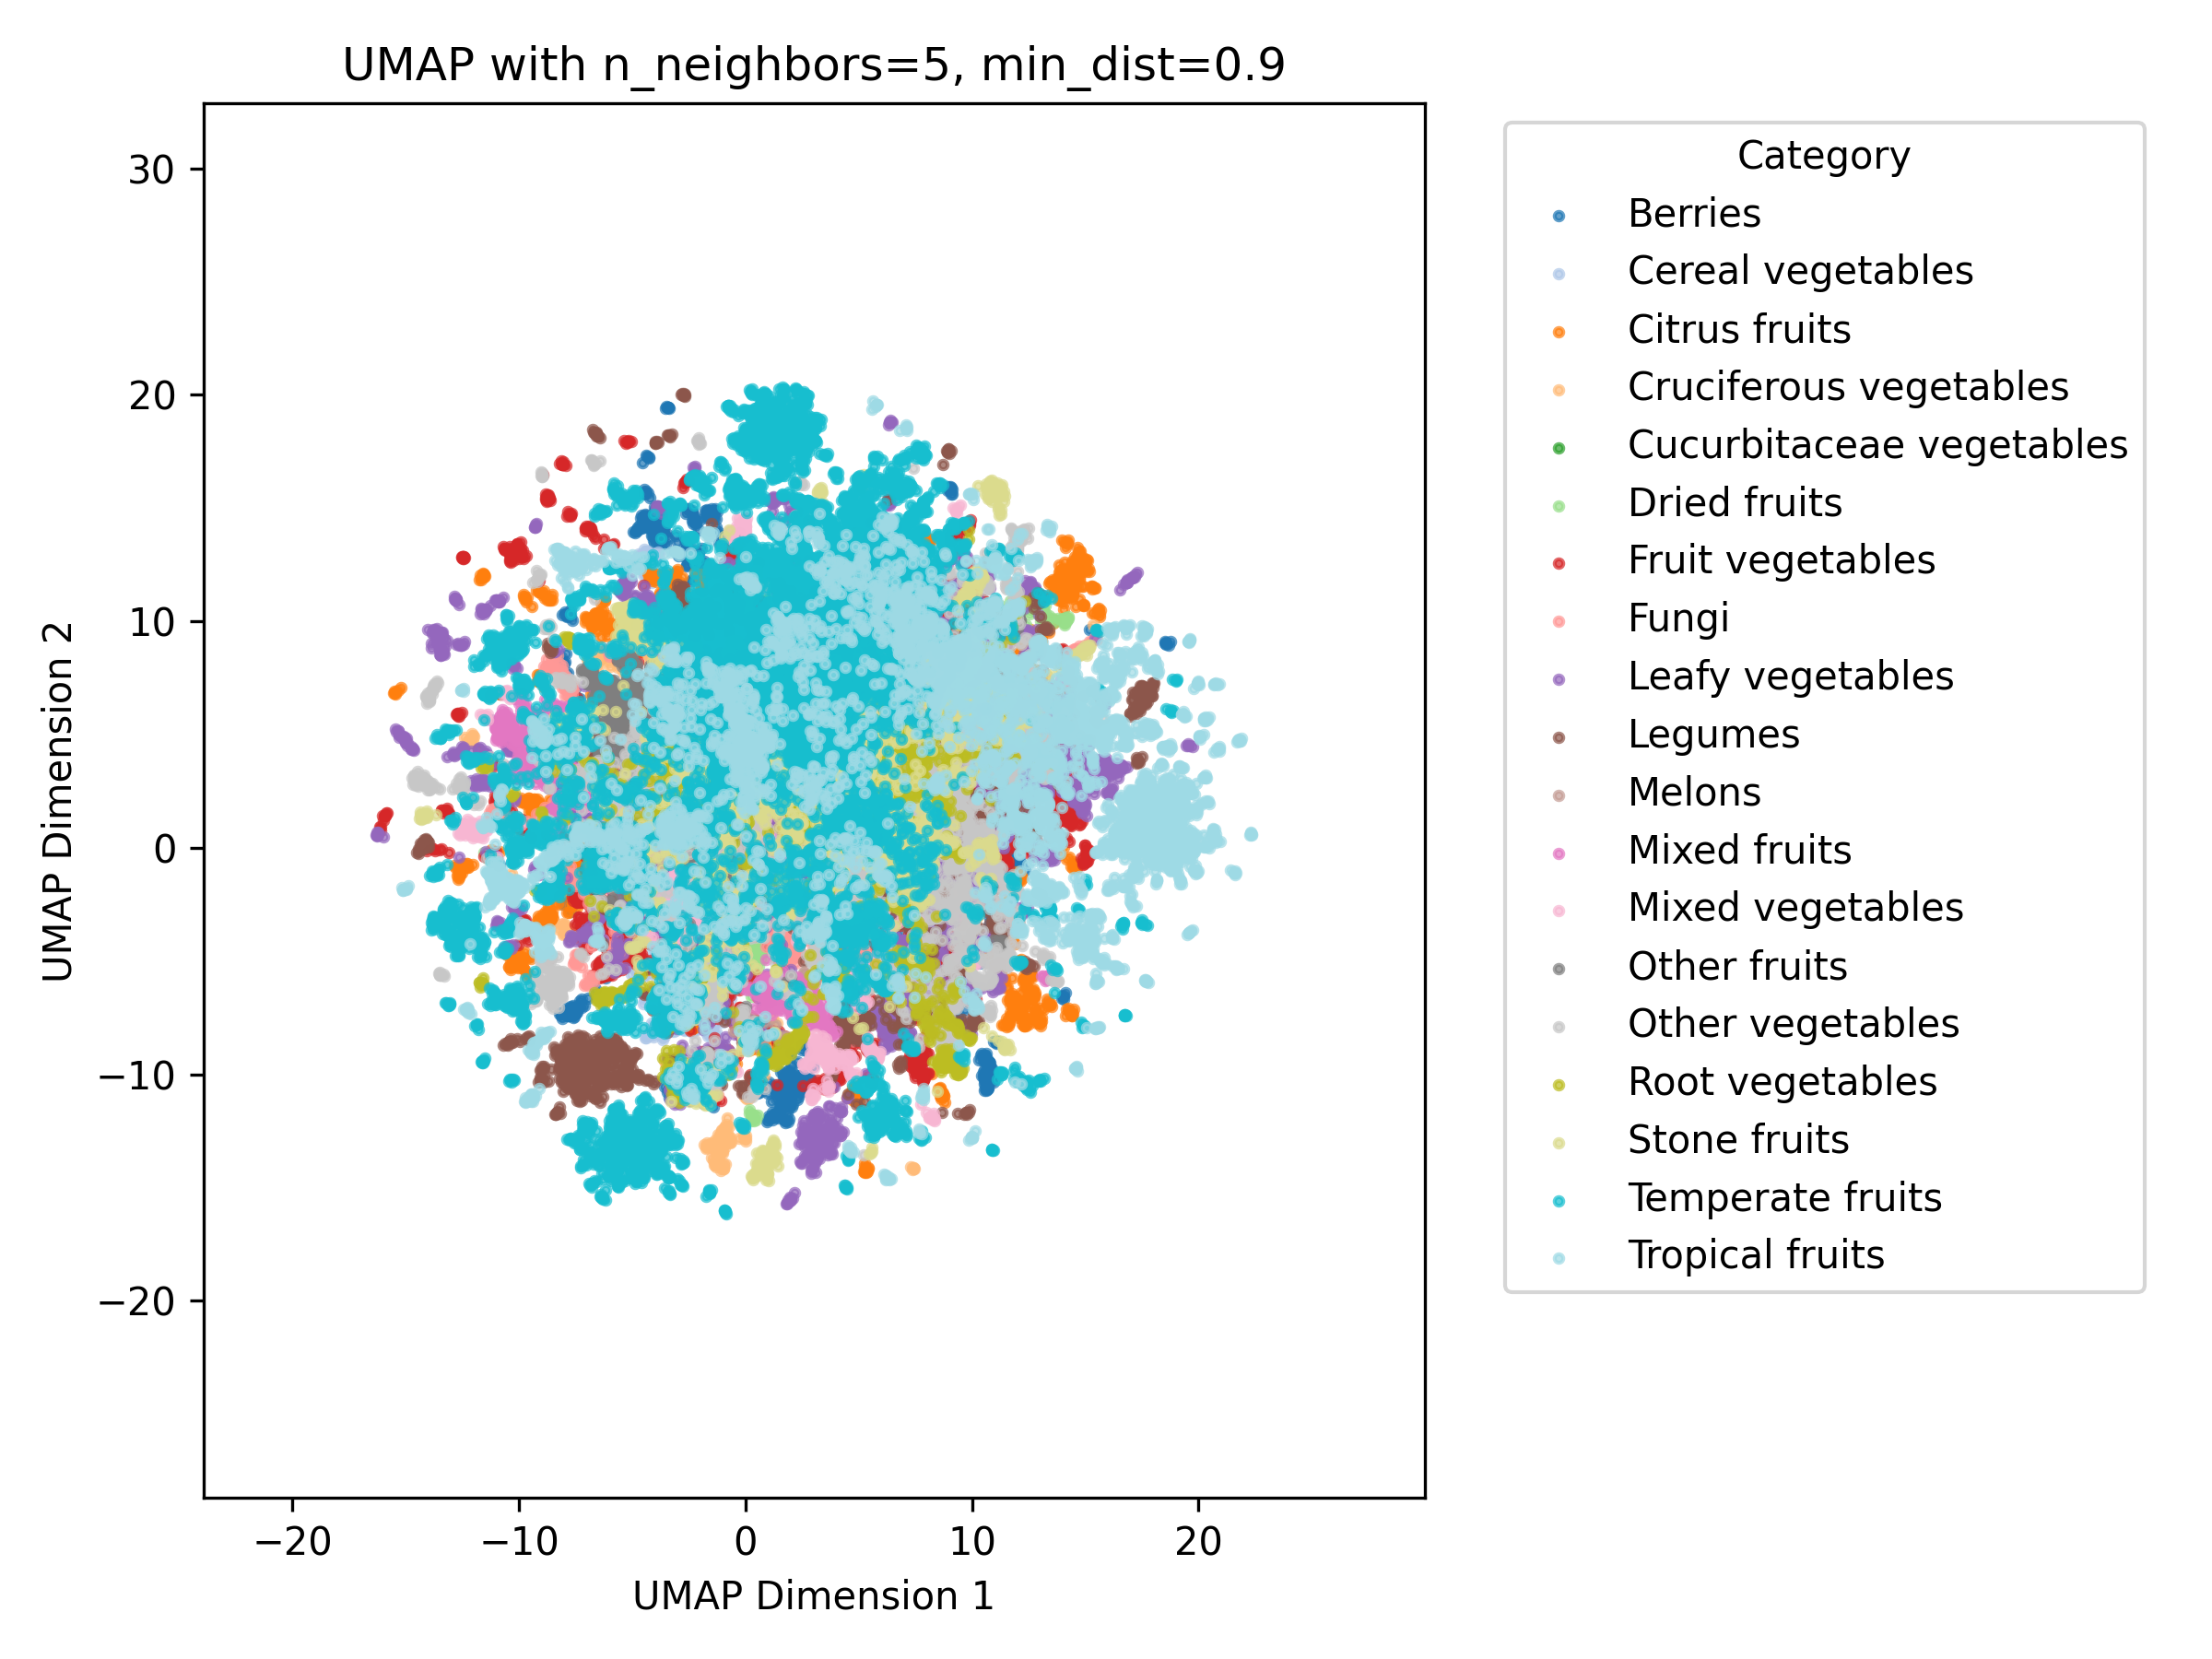 UMAP with n_neighbors=5, min_dist=0.9
30
20
10
0
−10
−20
−20
−10
0
10
20
UMAP Dimension 1
UMAP Dimension 2
Category
Berries
Cereal vegetables
Citrus fruits
Cruciferous vegetables
Cucurbitaceae vegetables
Dried fruits
Fruit vegetables
Fungi
Leafy vegetables
Legumes
Melons
Mixed fruits
Mixed vegetables
Other fruits
Other vegetables
Root vegetables
Stone fruits
Temperate fruits
Tropical fruits